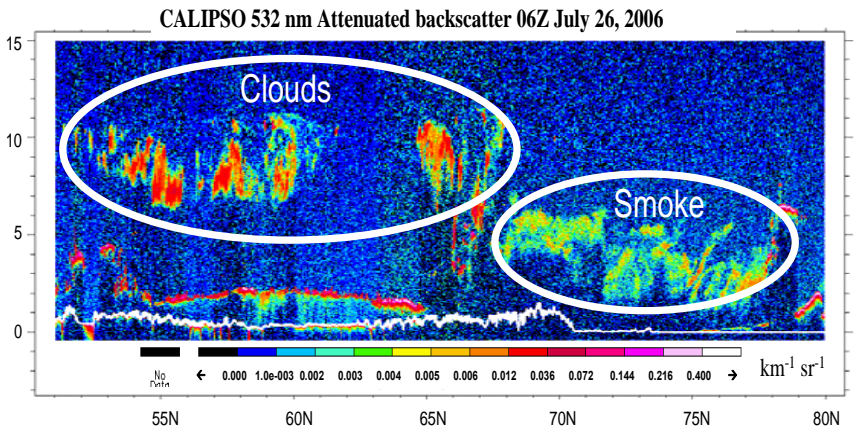 CALIPSO 532 nm Attenuated backscatter 06Z July 26, 2006
15
Clouds
10
Smoke
5
0
No
Data
← 0.000 1.0e-003 0.002 0.003 0.004 0.005 0.006 0.012 0.036 0.072 0.144 0.216 0.400 → km⁻¹ sr⁻¹
55N 60N 65N 70N 75N 80N